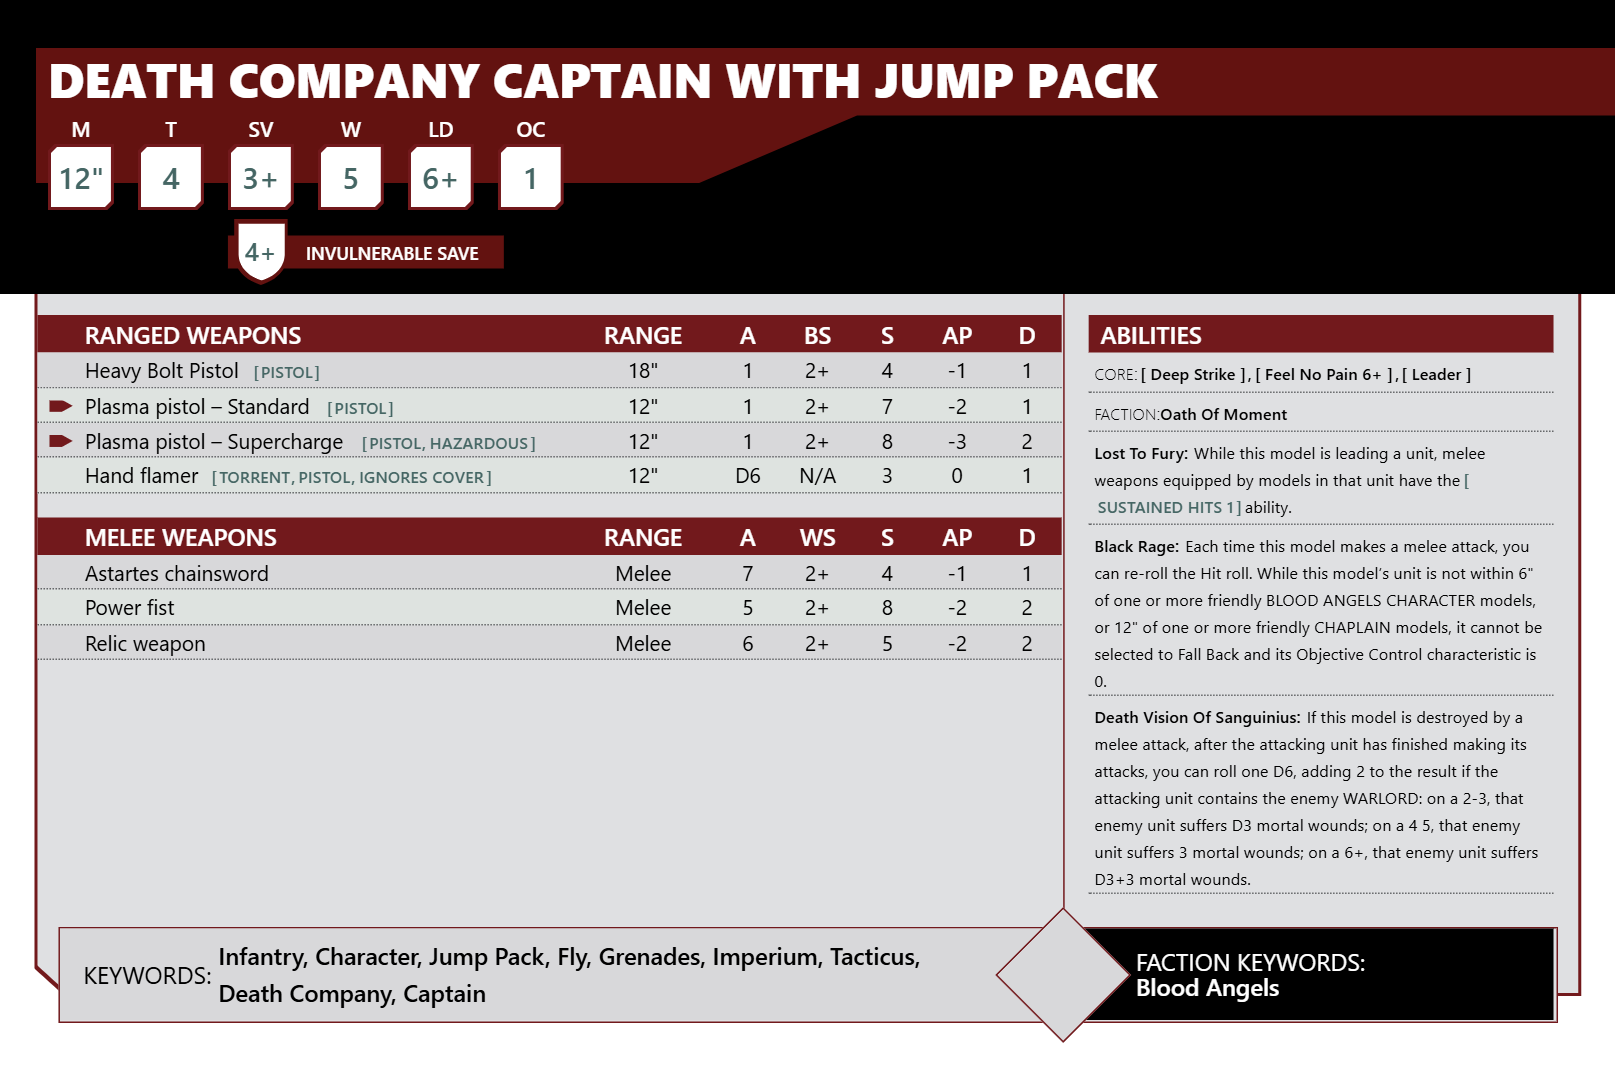 DEATH COMPANY CAPTAIN WITH JUMP PACK
M T SV W LD OC
12" 4 3+ 5 6+ 1
4+ INVULNERABLE SAVE
RANGED WEAPONS RANGE A BS S AP D
Heavy Bolt Pistol [PISTOL] 18" 1 2+ 4 -1 1
Plasma pistol – Standard [PISTOL] 12" 1 2+ 7 -2 1
Plasma pistol – Supercharge [PISTOL, HAZARDOUS] 12" 1 2+ 8 -3 2
Hand flamer [TORRENT, PISTOL, IGNORES COVER] 12" D6 N/A 3 0 1
MELEE WEAPONS RANGE A WS S AP D
Astartes chainsword Melee 7 2+ 4 -1 1
Power fist Melee 5 2+ 8 -2 2
Relic weapon Melee 6 2+ 5 -2 2
ABILITIES
CORE: [ Deep Strike ], [ Feel No Pain 6+ ], [ Leader ]
FACTION:Oath Of Moment
Lost To Fury: While this model is leading a unit, melee
weapons equipped by models in that unit have the [
SUSTAINED HITS 1] ability.
Black Rage: Each time this model makes a melee attack, you
can re-roll the Hit roll. While this model’s unit is not within 6"
of one or more friendly BLOOD ANGELS CHARACTER models,
or 12" of one or more friendly CHAPLAIN models, it cannot be
selected to Fall Back and its Objective Control characteristic is
0.
Death Vision Of Sanguinius: If this model is destroyed by a
melee attack, after the attacking unit has finished making its
attacks, you can roll one D6, adding 2 to the result if the
attacking unit contains the enemy WARLORD: on a 2-3, that
enemy unit suffers D3 mortal wounds; on a 4 5, that enemy
unit suffers 3 mortal wounds; on a 6+, that enemy unit suffers
D3+3 mortal wounds.
KEYWORDS: Infantry, Character, Jump Pack, Fly, Grenades, Imperium, Tacticus,
Death Company, Captain
FACTION KEYWORDS:
Blood Angels